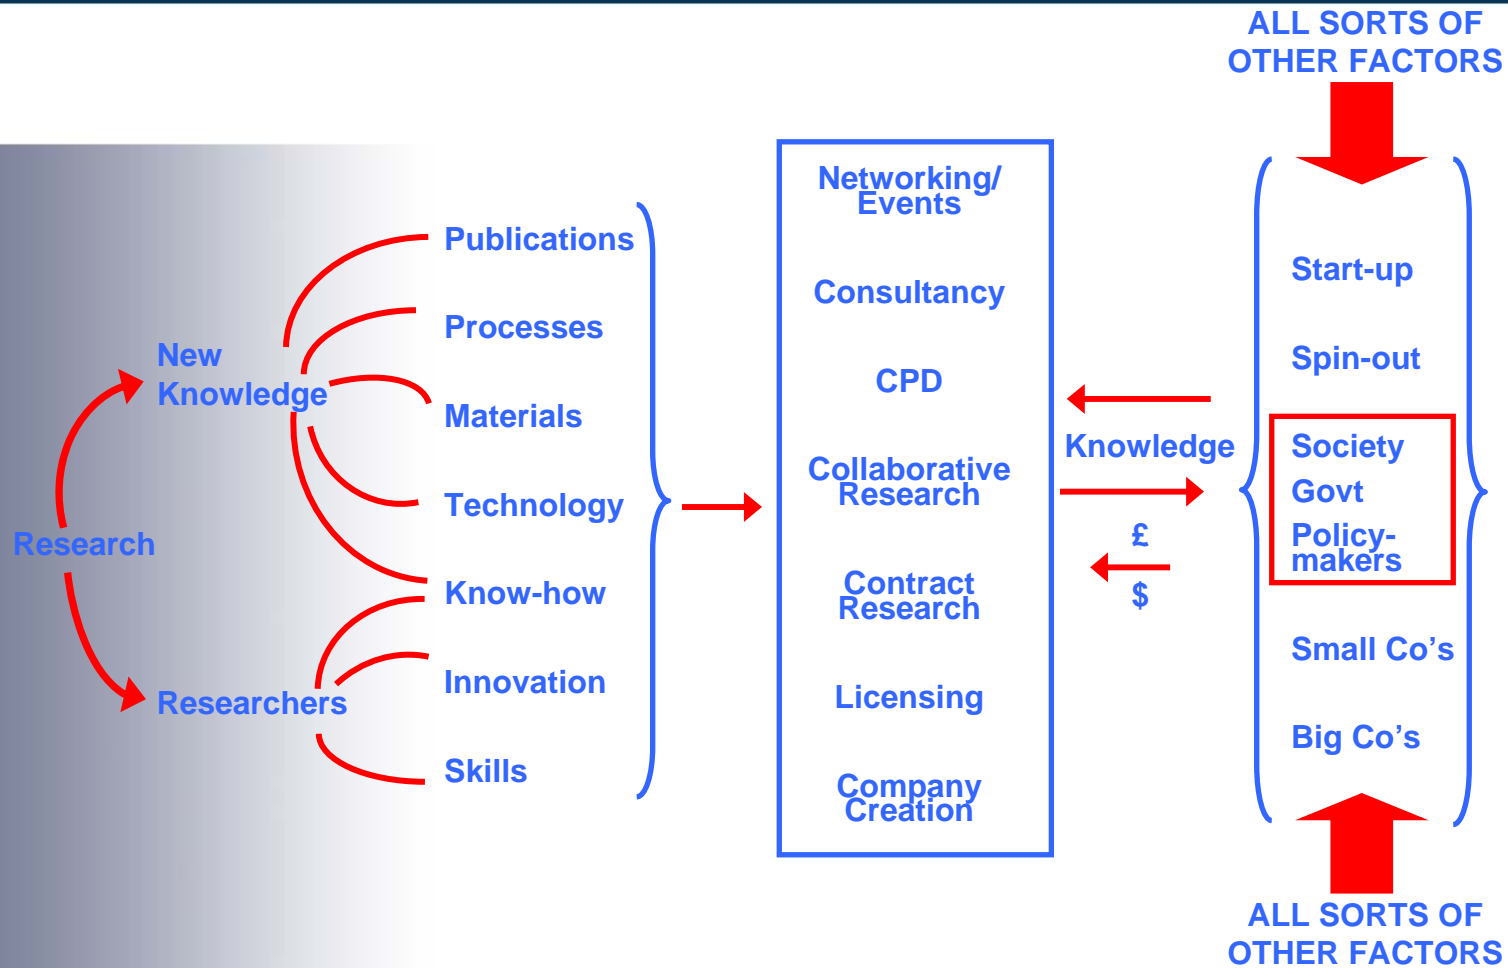 ALL SORTS OF
OTHER FACTORS
Research
New
Knowledge
Researchers
Publications
Processes
Materials
Technology
Know-how
Innovation
Skills
Networking/
Events
Consultancy
CPD
Collaborative
Research
Contract
Research
Licensing
Company
Creation
Knowledge
£
$
Start-up
Spin-out
Society
Govt
Policy-
makers
Small Co’s
Big Co’s
ALL SORTS OF
OTHER FACTORS